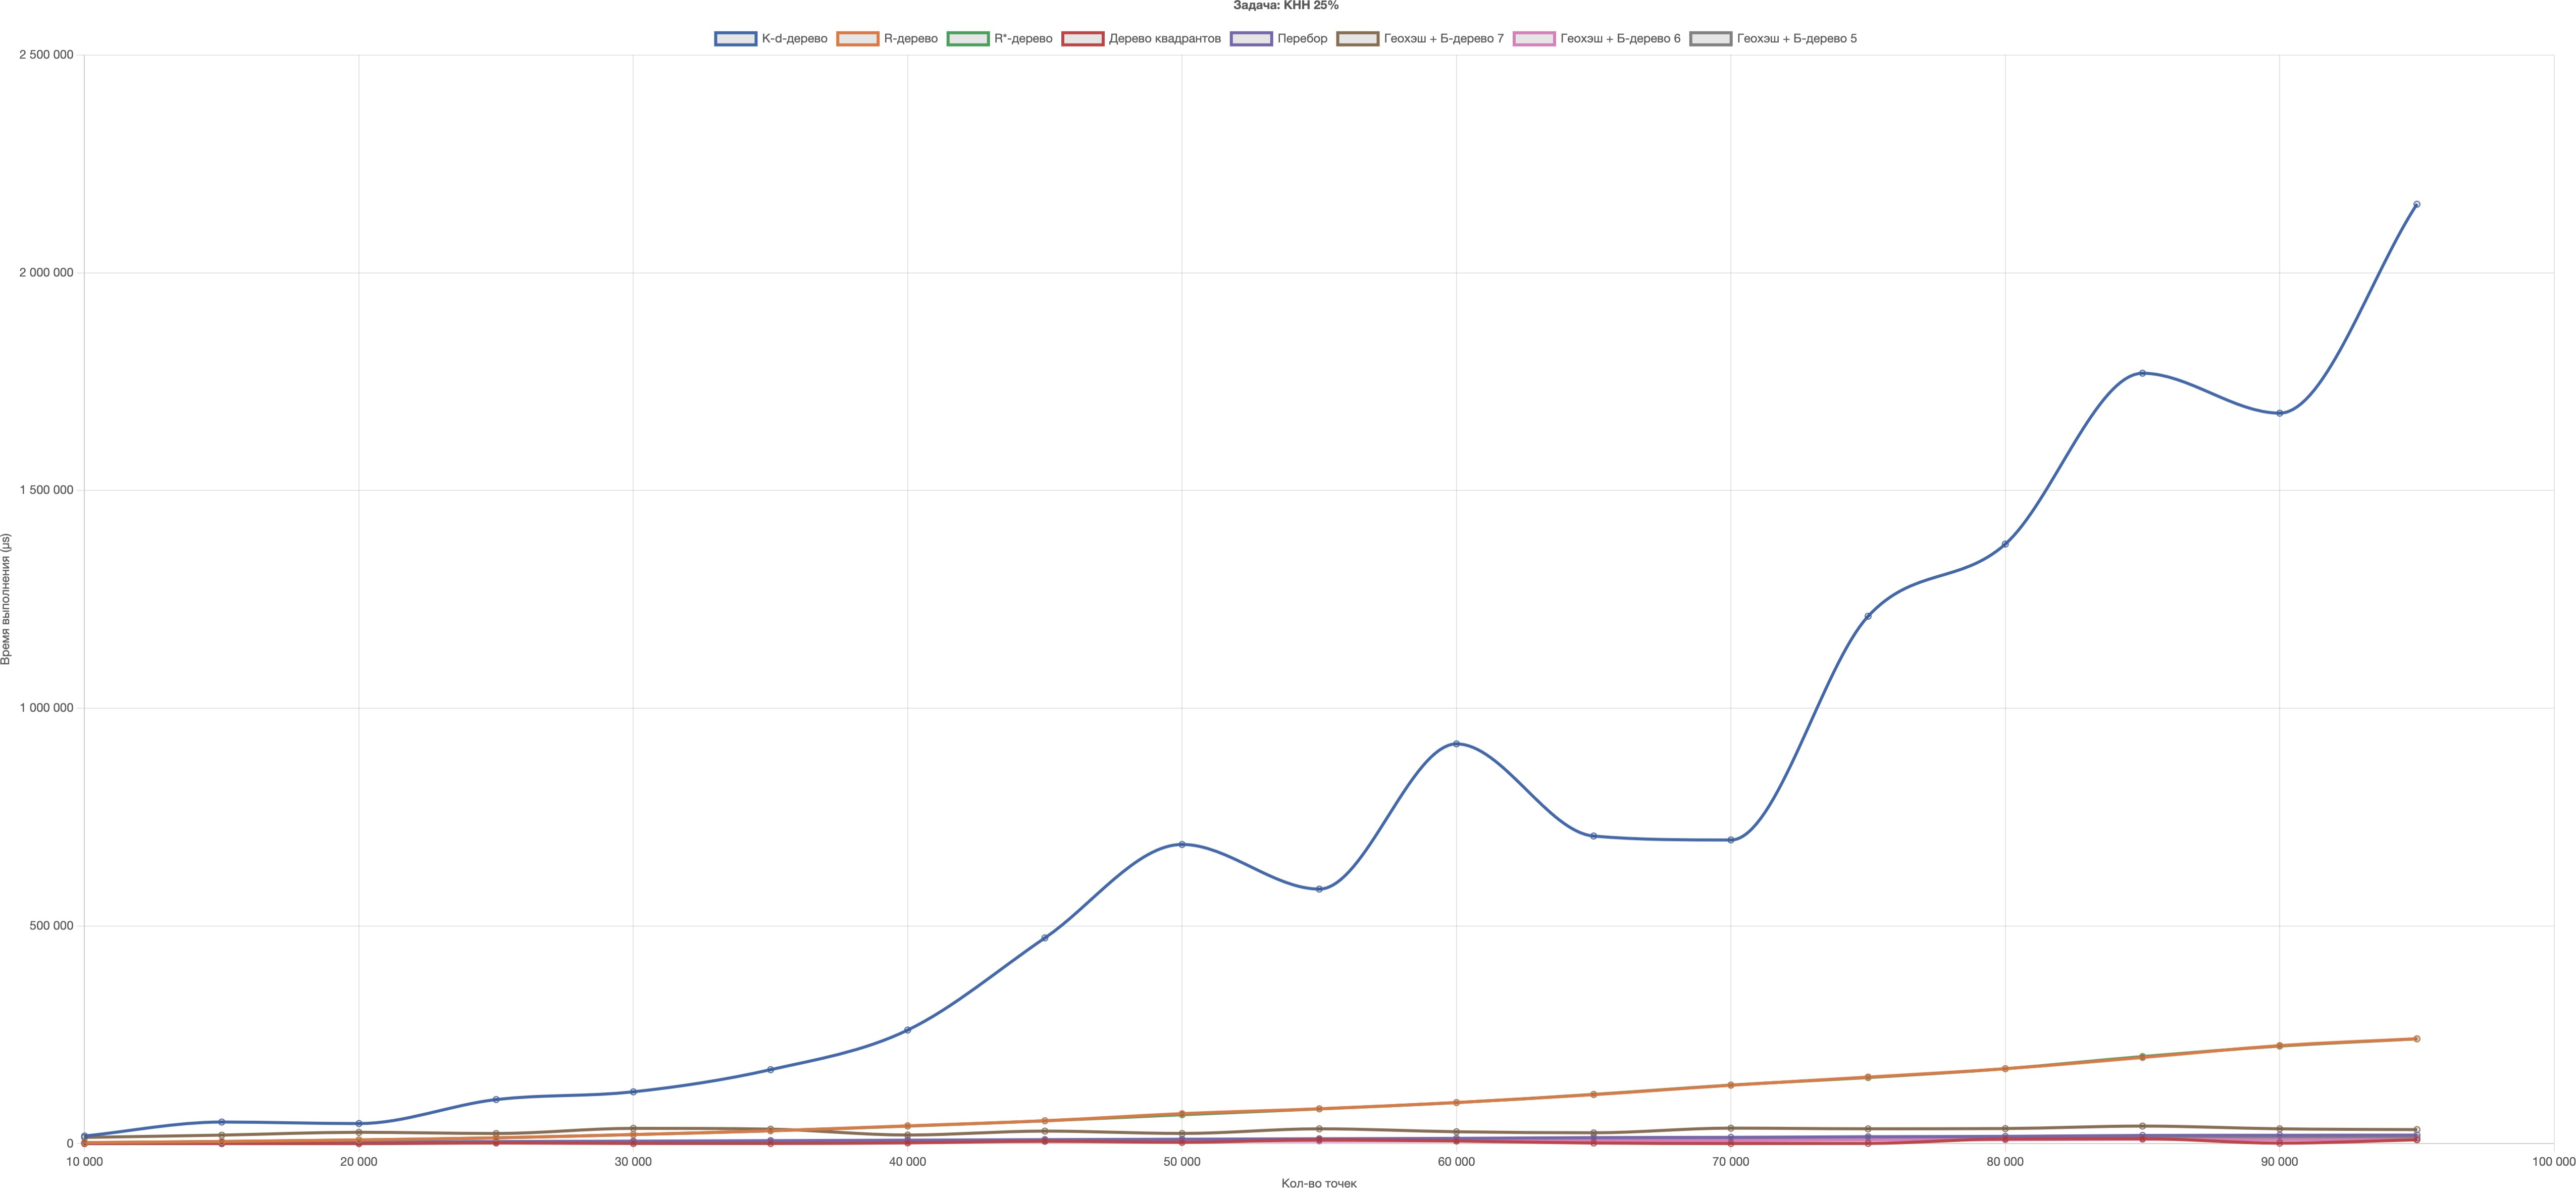 Задача: КНН 25%
K-d-дерево R-дерево R*-дерево Дерево квадрантов Перебор Геохэш + Б-дерево 7 Геохэш + Б-дерево 6 Геохэш + Б-дерево 5
2 500 000
2 000 000
1 500 000
1 000 000
500 000
0
Время выполнения (μs)
10 000 20 000 30 000 40 000 50 000 60 000 70 000 80 000 90 000 100 000
Кол-во точек